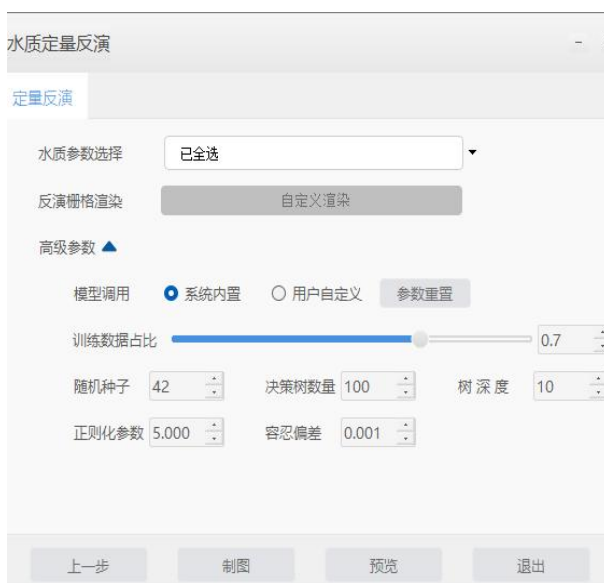 水质定量反演
定量反演
水质参数选择 已全选
反演栅格渲染 自定义渲染
高级参数
模型调用 系统内置 用户自定义 参数重置
训练数据占比 0.7
随机种子 42 决策树数量 100 树深度 10
正则化参数 5.000 容忍偏差 0.001
上一步 制图 预览 退出